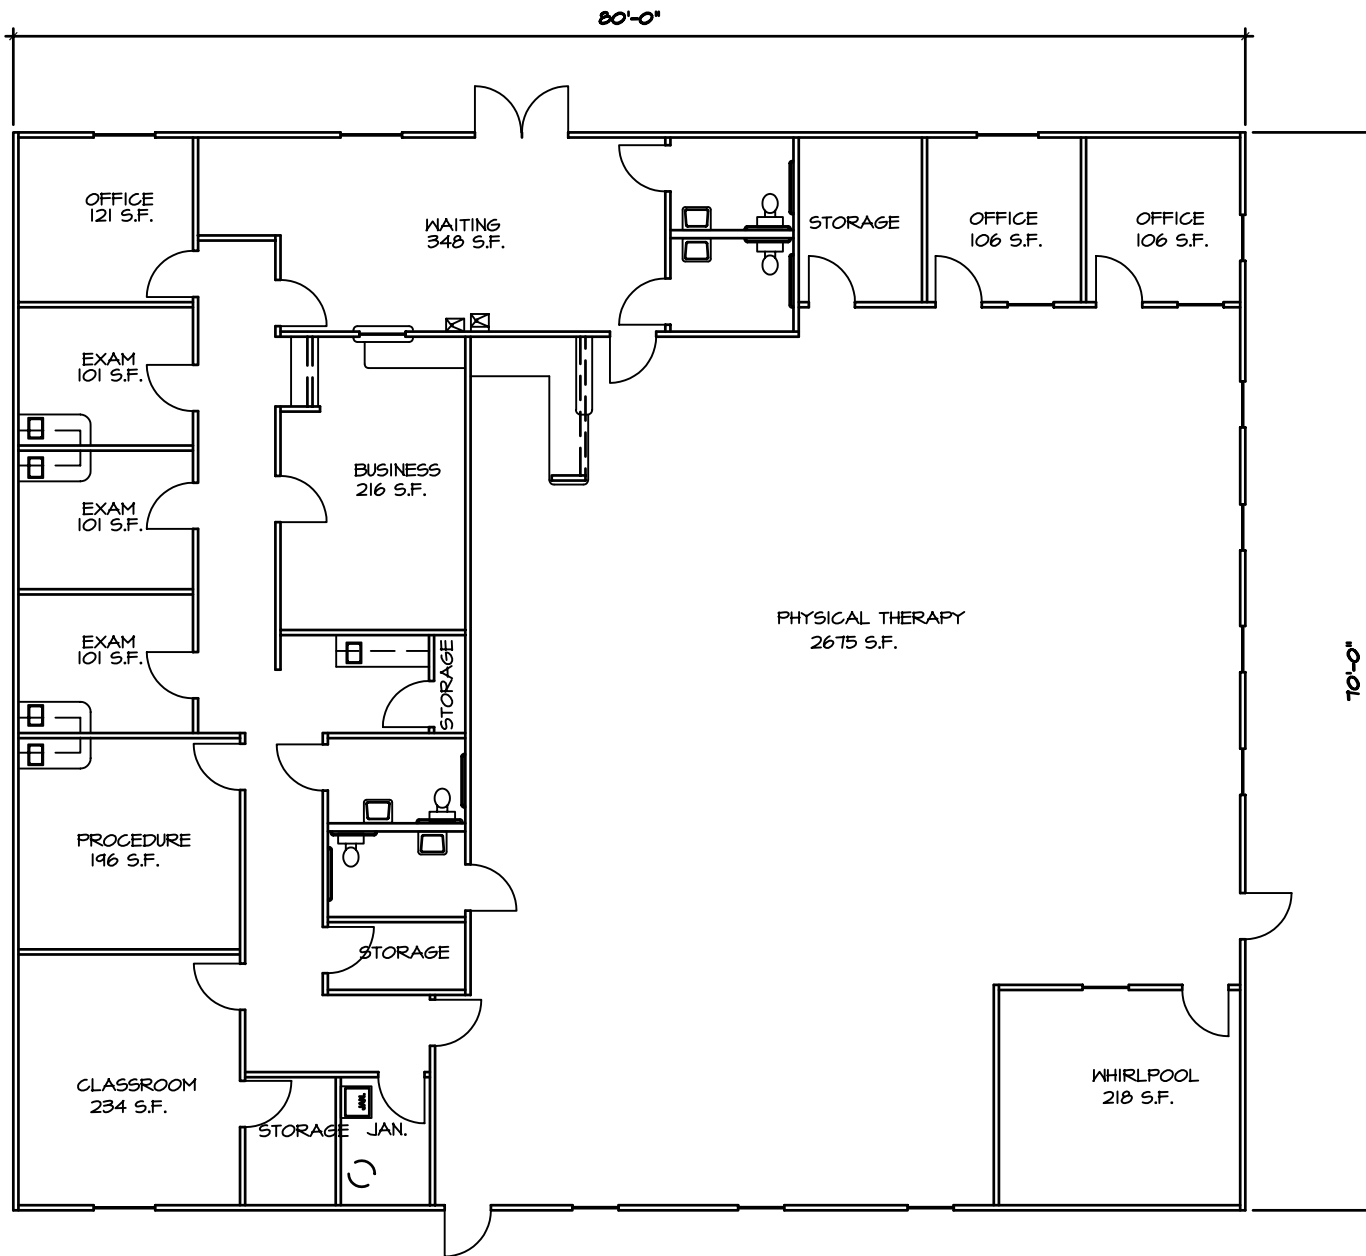 80'-0"
OFFICE
121 S.F.
WAITING
348 S.F.
STORAGE
OFFICE
106 S.F.
OFFICE
106 S.F.
EXAM
101 S.F.
BUSINESS
216 S.F.
EXAM
101 S.F.
PHYSICAL THERAPY
2675 S.F.
EXAM
101 S.F.
STORAGE
70'-0"
PROCEDURE
196 S.F.
STORAGE
CLASSROOM
234 S.F.
JAN.
STORAGE
JAN.
WHIRLPOOL
218 S.F.